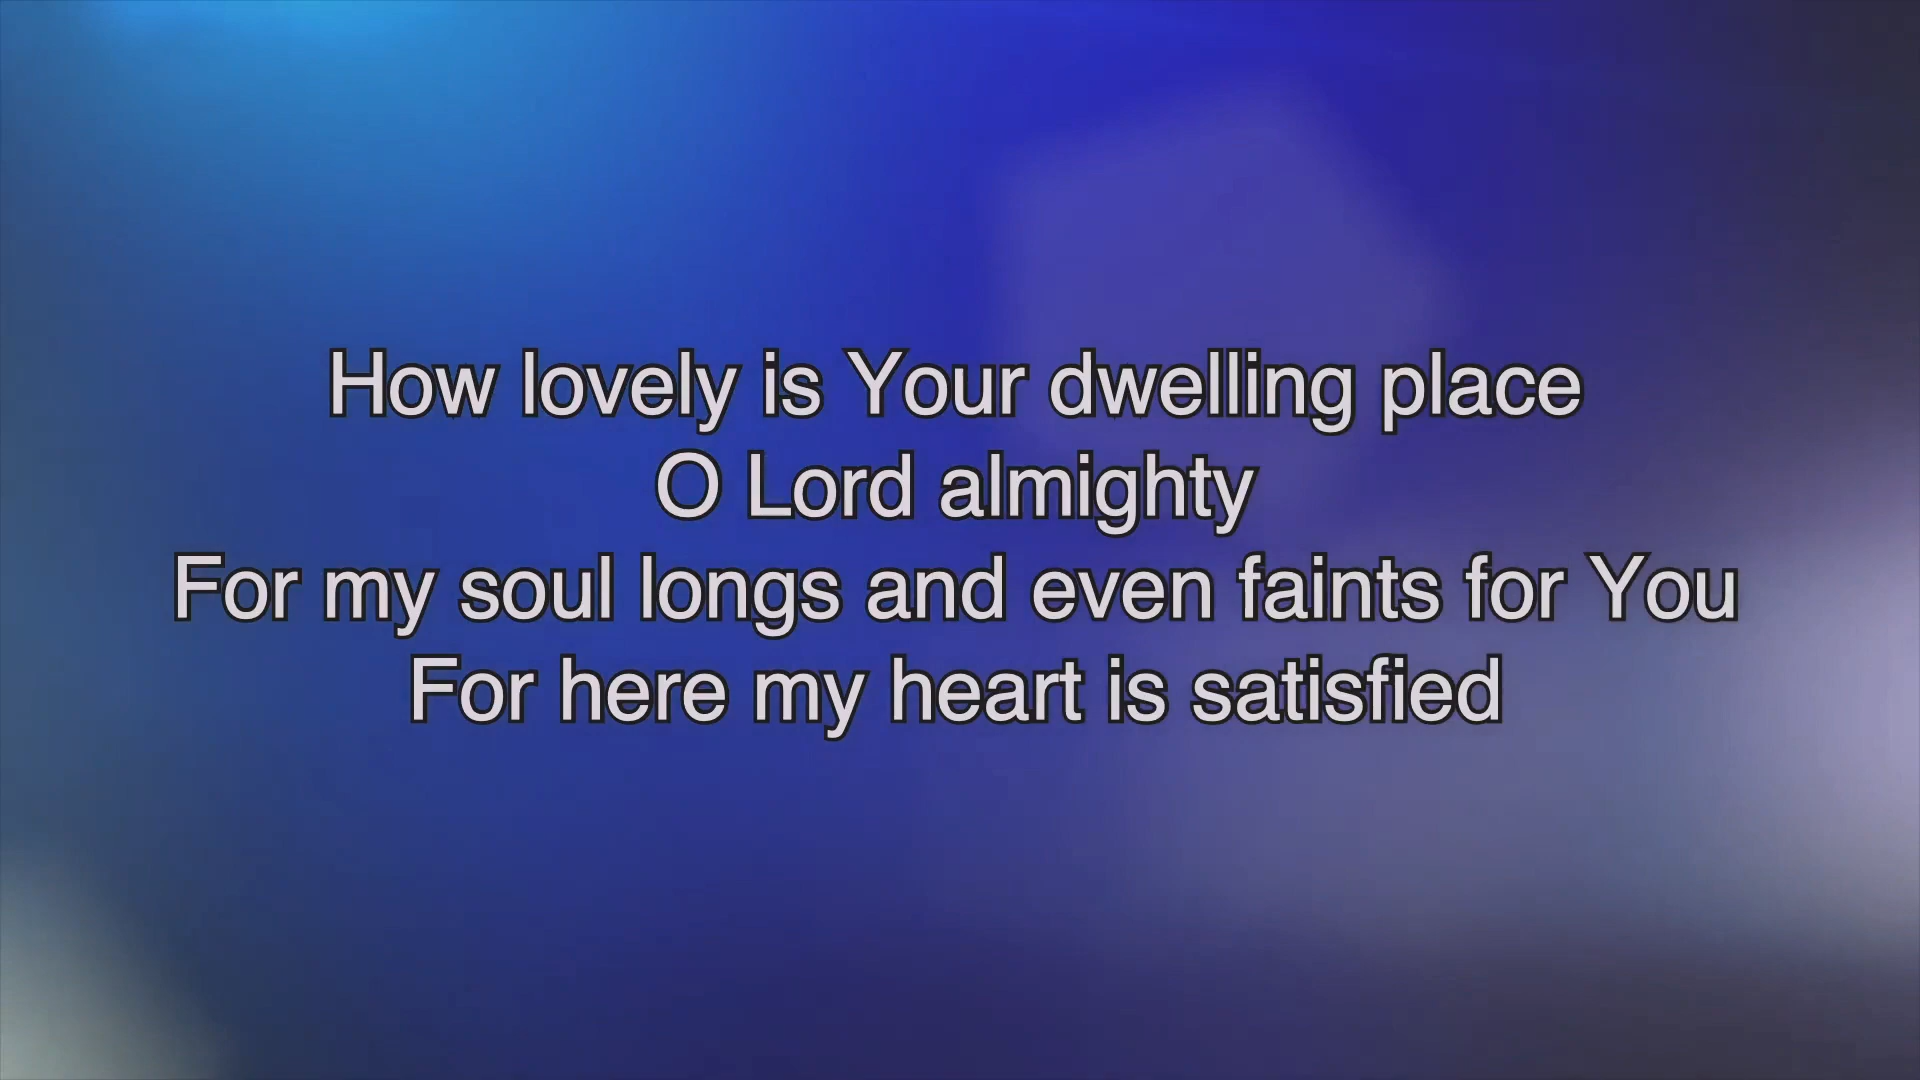 How lovely is Your dwelling place
O Lord almighty
For my soul longs and even faints for You
For here my heart is satisfied